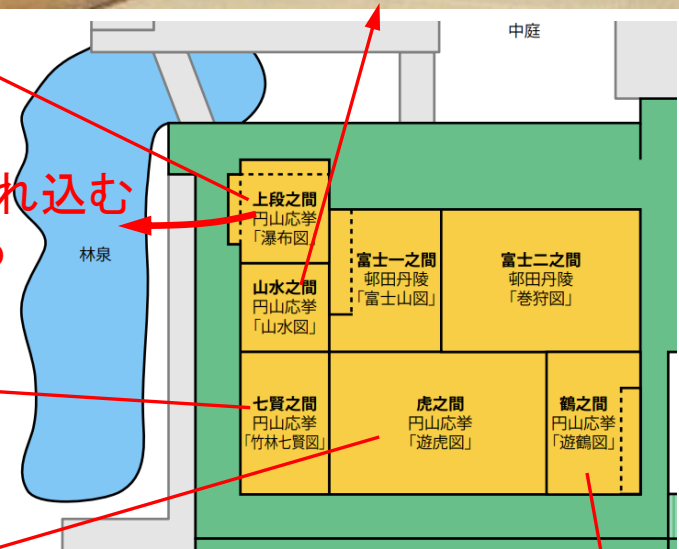 中庭
れ込む
林泉
上段之間
円山応挙
「瀑布図」
山水之間
円山応挙
「山水図」
富士一之間
邨田丹陵
「富士山図」
富士二之間
邨田丹陵
「巻狩図」
七賢之間
円山応挙
「竹林七賢図」
虎之間
円山応挙
「遊虎図」
鶴之間
円山応挙
「遊鶴図」